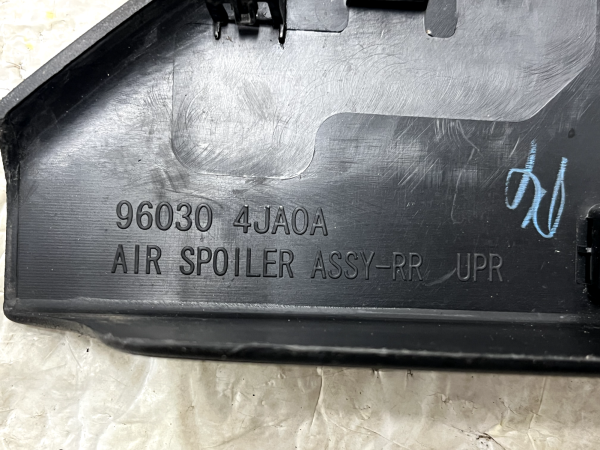 96030 4JA0A
AIR SPOILER ASSY-RR UPR